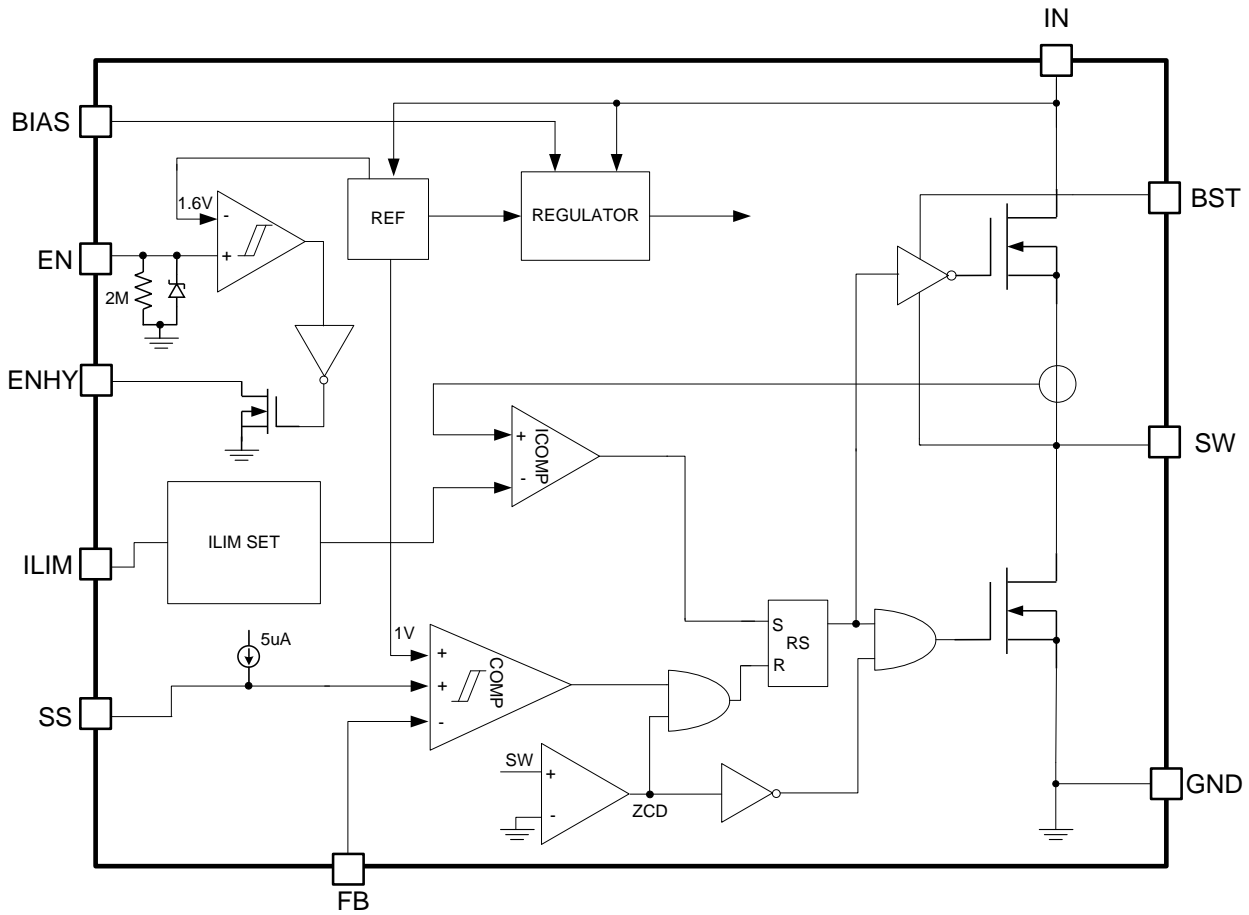 IN
BIAS
BST
1.6V
-
REF
REGULATOR
EN
+
2M
ENHY
+
ICOMP
-
SW
ILIM SET
ILIM
5uA
1V
+
COMP
+
-
S
RS
R
SS
SW
+
-
ZCD
GND
FB